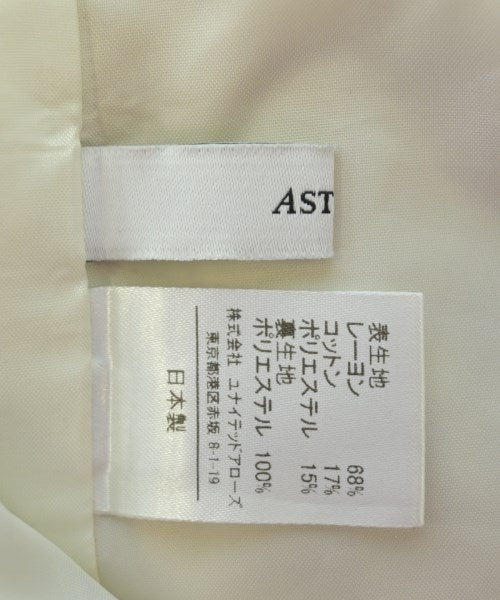 AST
表生地
レーヨン 68%
コットン 17%
ポリエステル 15%
裏生地
ポリエステル 100%
株式会社 ユナイテッドアローズ
東京都港区赤坂 8-1-19
日本製